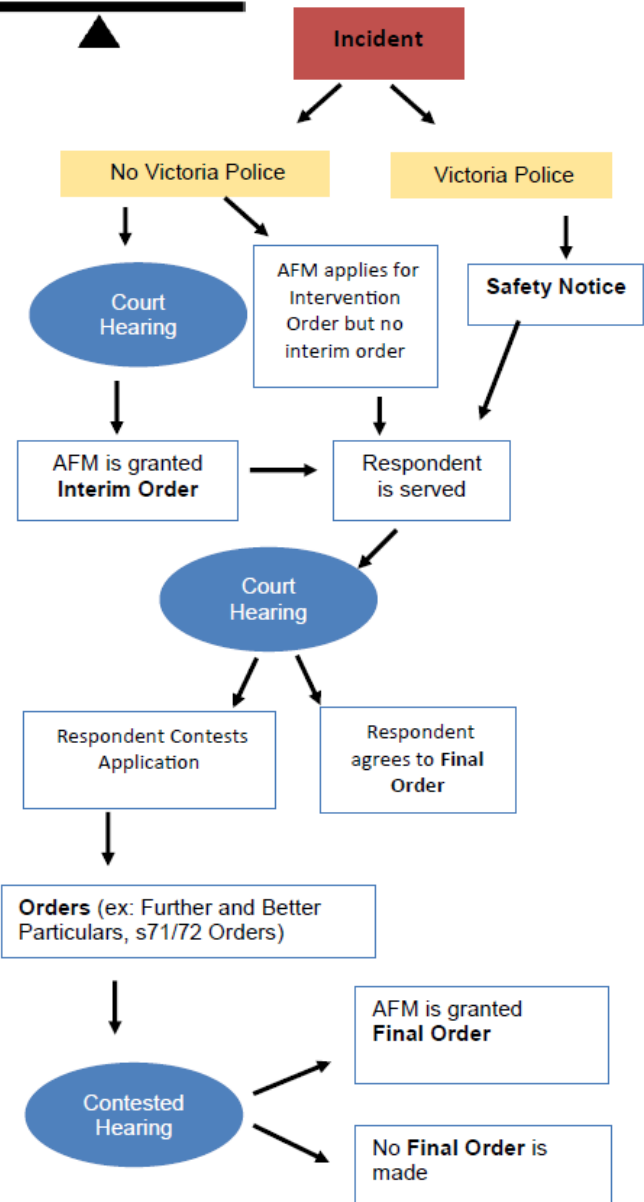 Incident
No Victoria Police
Victoria Police
Court
Hearing
AFM applies for
Intervention
Order but no
interim order
Safety Notice
AFM is granted
Interim Order
Respondent
is served
Court
Hearing
Respondent Contests
Application
Respondent
agrees to Final
Order
Orders (ex: Further and Better
Particulars, s71/72 Orders)
Contested
Hearing
AFM is granted
Final Order
No Final Order is
made